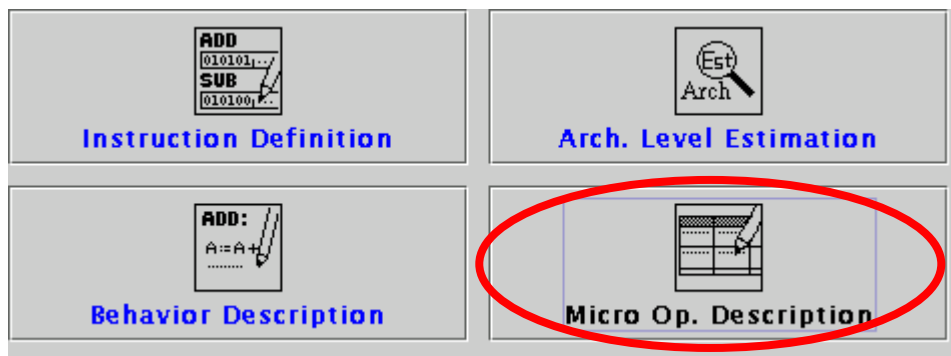 ADD
010101...
SUB
010100...
Instruction Definition
Est
Arch
Arch. Level Estimation
ADD:
A:=A+
Behavior Description
Micro Op. Description